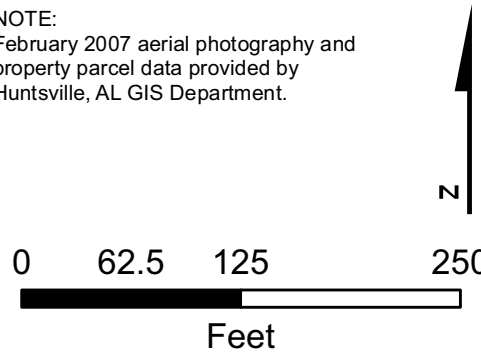 NOTE:
February 2007 aerial photography and
property parcel data provided by
Huntsville, AL GIS Department.
N
0 62.5 125 250
Feet